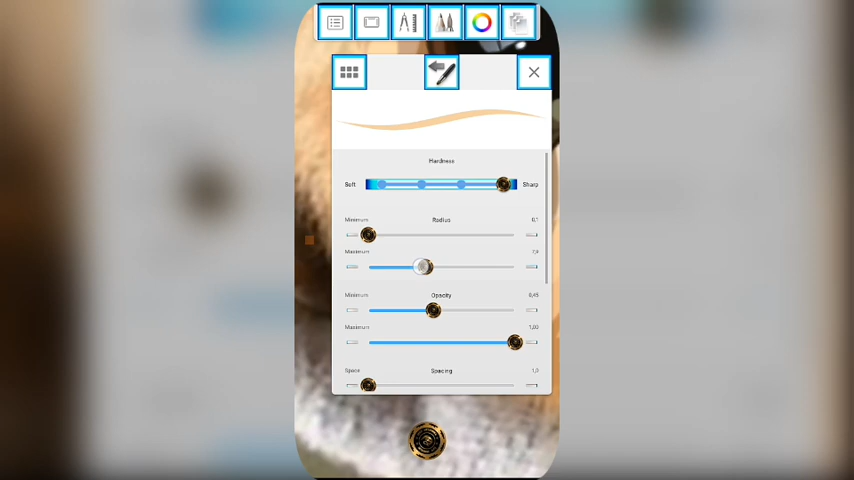 Hardness
Soft Sharp
Minimum Radius 0,1
Maximum 7,9
Minimum Opacity 0,45
Maximum 1,00
Space Spacing 1,0